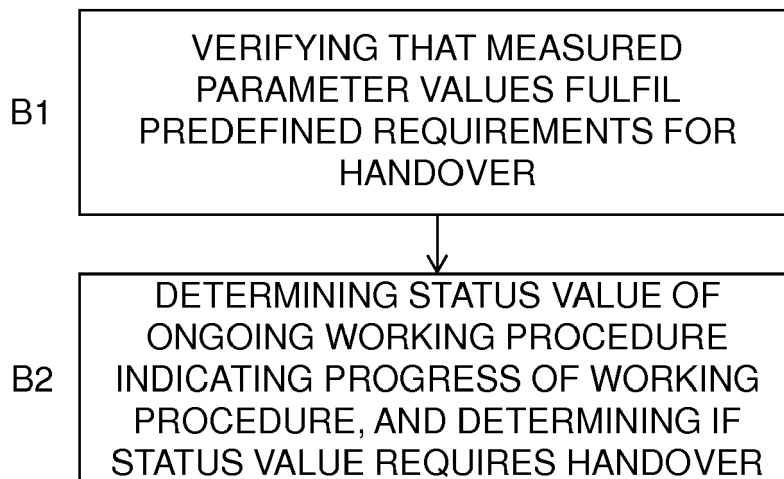 B1
VERIFYING THAT MEASURED
PARAMETER VALUES FULFIL
PREDEFINED REQUIREMENTS FOR
HANDOVER
B2
DETERMINING STATUS VALUE OF
ONGOING WORKING PROCEDURE
INDICATING PROGRESS OF WORKING
PROCEDURE, AND DETERMINING IF
STATUS VALUE REQUIRES HANDOVER